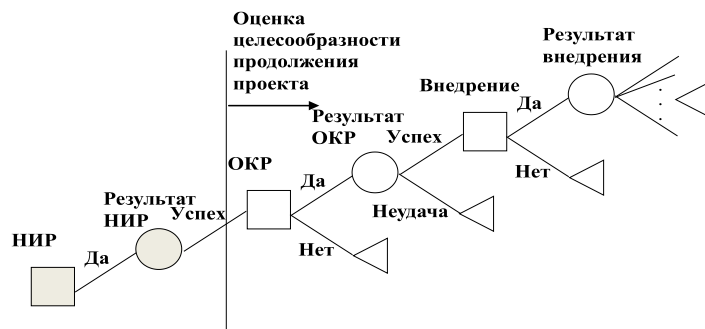 Оценка
целесообразности
продолжения
проекта
Результат
внедрения
Внедрение
Да
Результат
ОКР
Успех
ОКР
Да
Нет
Результат
НИР
Успех
Неудача
НИР
Да
Нет